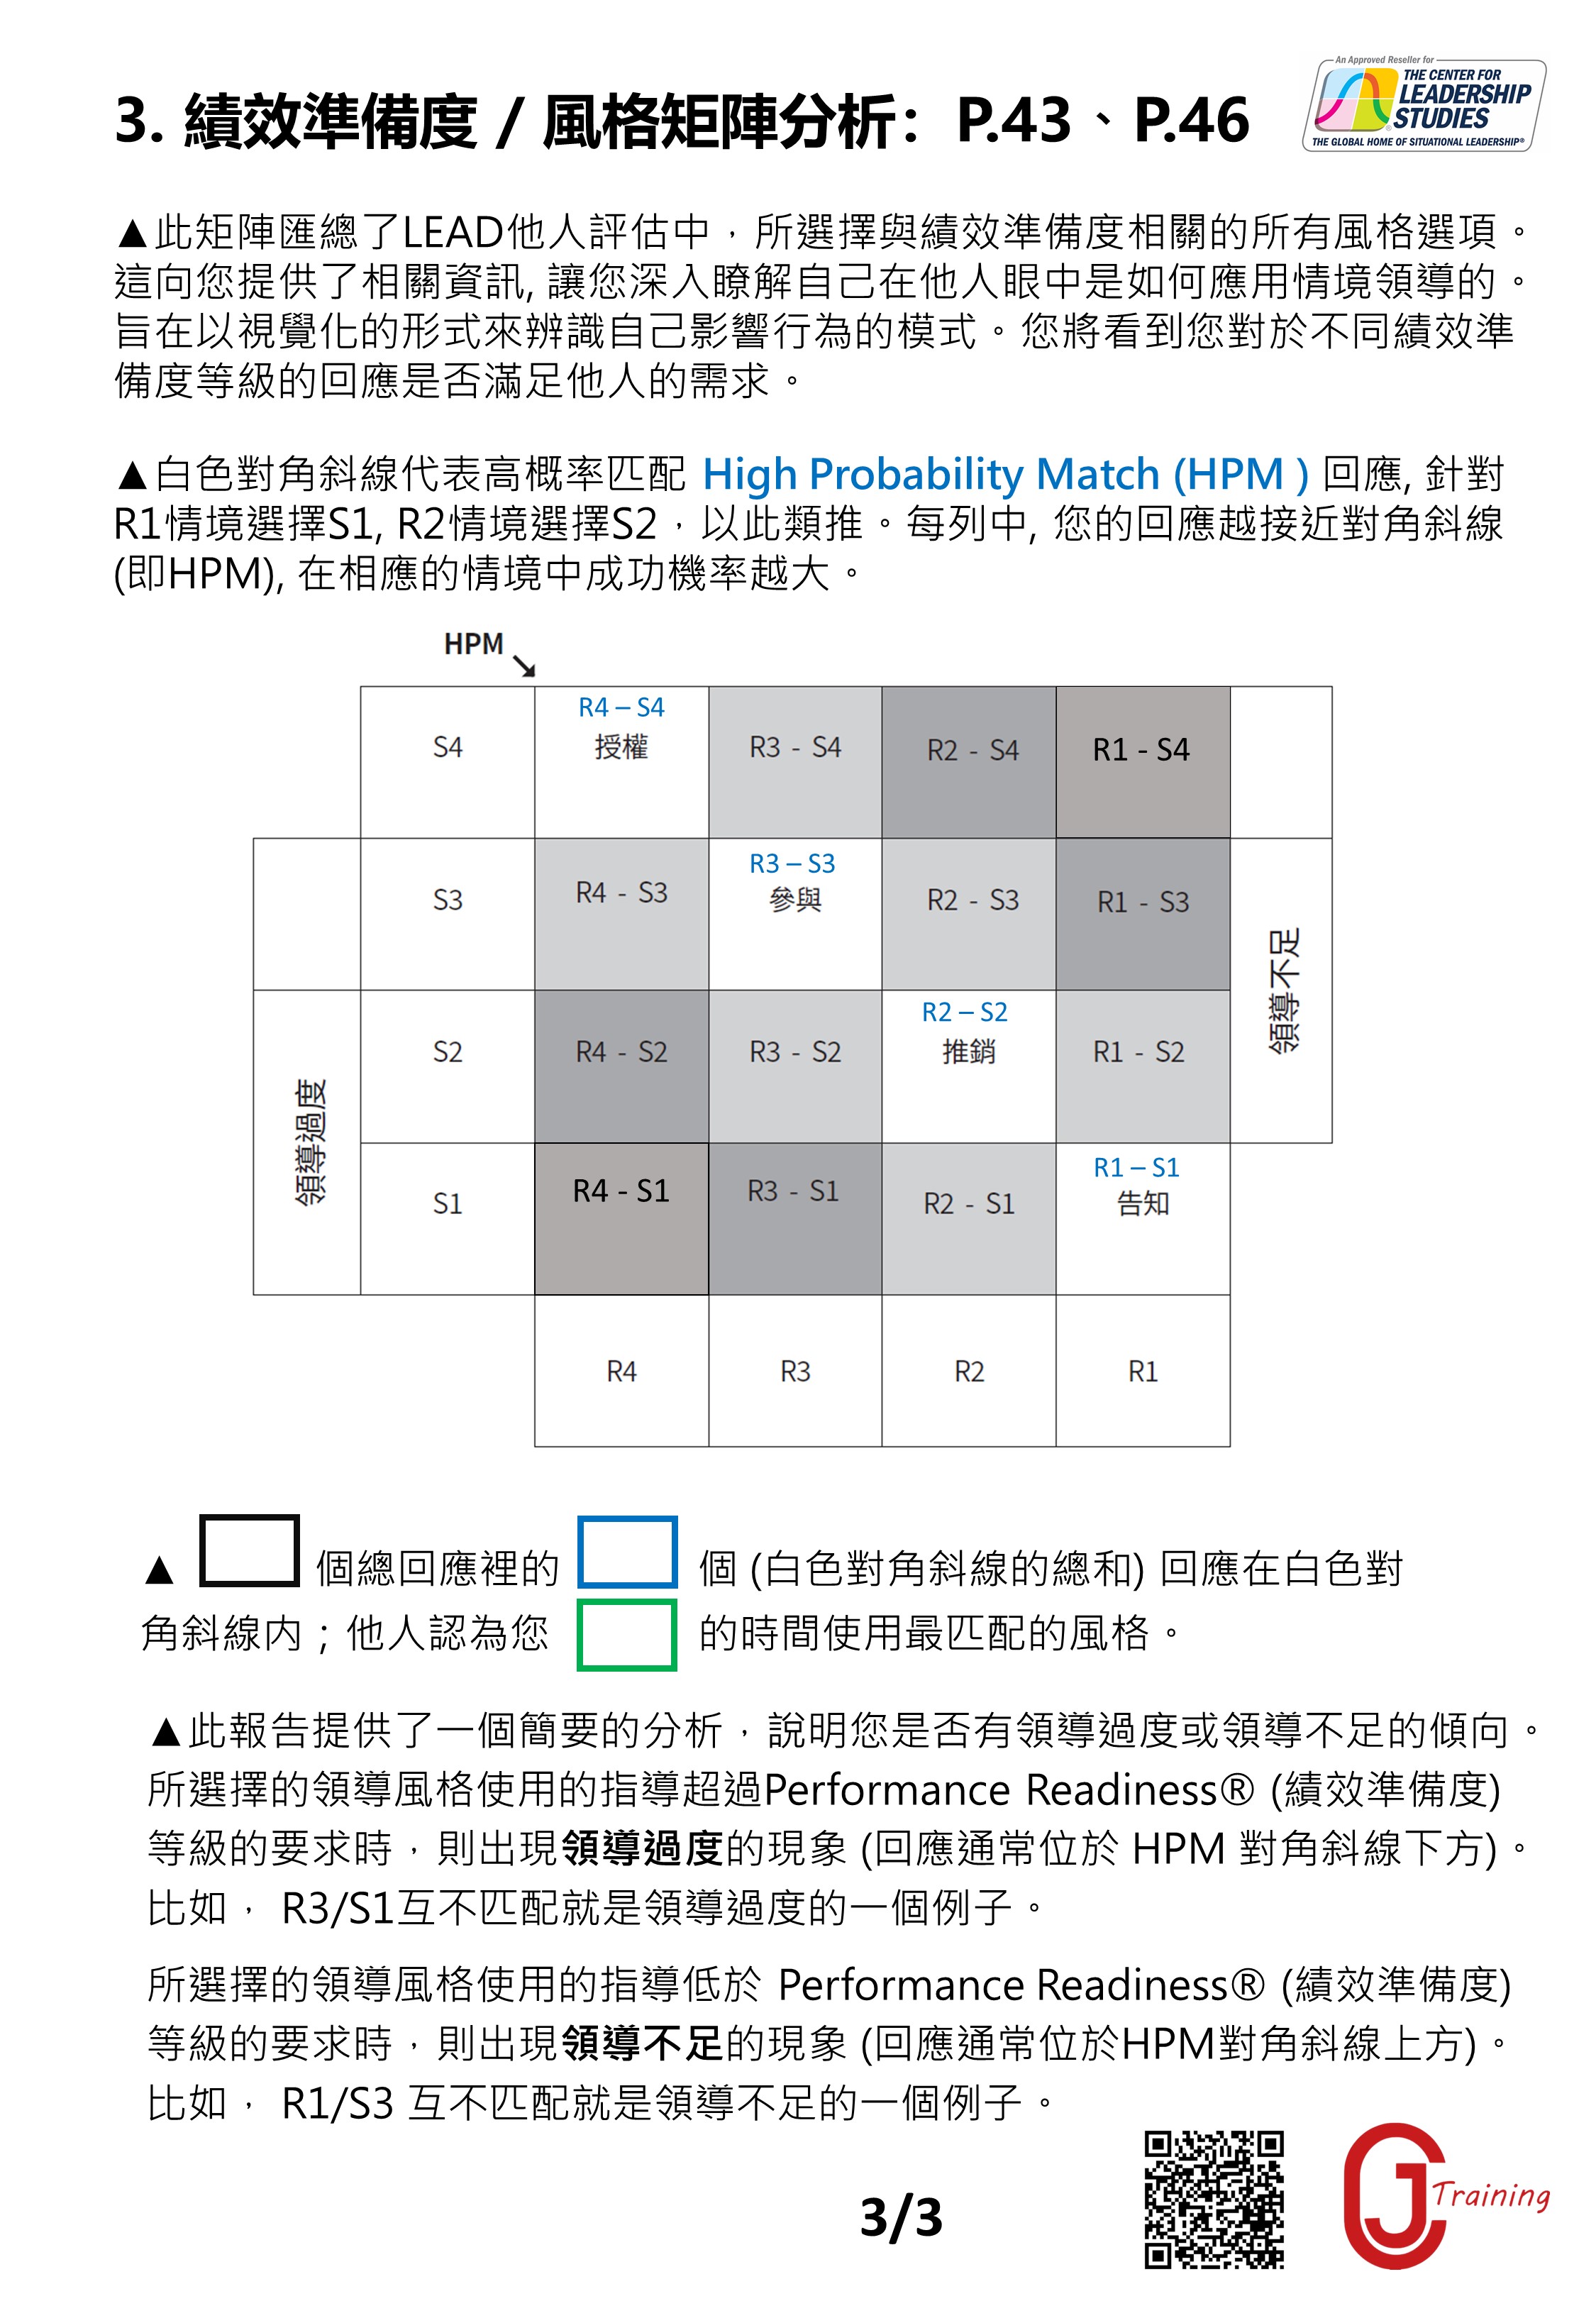 An Approved Reseller for
THE CENTER FOR
LEADERSHIP
STUDIES
THE GLOBAL HOME OF SITUATIONAL LEADERSHIP®
3. 績效準備度 / 風格矩陣分析：P.43、P.46
▲此矩陣匯總了LEAD他人評估中，所選擇與績效準備度相關的所有風格選項。
這向您提供了相關資訊, 讓您深入瞭解自己在他人眼中是如何應用情境領導的。
旨在以視覺化的形式來辨識自己影響行為的模式。您將看到您對於不同績效準
備度等級的回應是否滿足他人的需求。
▲白色對角斜線代表高概率匹配 High Probability Match (HPM ) 回應, 針對
R1情境選擇S1, R2情境選擇S2，以此類推。每列中, 您的回應越接近對角斜線
(即HPM), 在相應的情境中成功機率越大。
HPM
S4
R4 – S4
授權
R3 - S4
R2 - S4
R1 - S4
S3
R4 - S3
R3 – S3
參與
R2 - S3
R1 - S3
領導不足
S2
R4 - S2
R3 - S2
R2 – S2
推銷
R1 - S2
領導過度
S1
R4 - S1
R3 - S1
R2 - S1
R1 – S1
告知
R4
R3
R2
R1
▲ 個總回應裡的 個 (白色對角斜線的總和) 回應在白色對
角斜線内；他人認為您 的時間使用最匹配的風格。
▲此報告提供了一個簡要的分析，說明您是否有領導過度或領導不足的傾向。
所選擇的領導風格使用的指導超過Performance Readiness® (績效準備度)
等級的要求時，則出現領導過度的現象 (回應通常位於 HPM 對角斜線下方)。
比如， R3/S1互不匹配就是領導過度的一個例子。
所選擇的領導風格使用的指導低於 Performance Readiness® (績效準備度)
等級的要求時，則出現領導不足的現象 (回應通常位於HPM對角斜線上方)。
比如， R1/S3 互不匹配就是領導不足的一個例子。
3/3
CJ Training